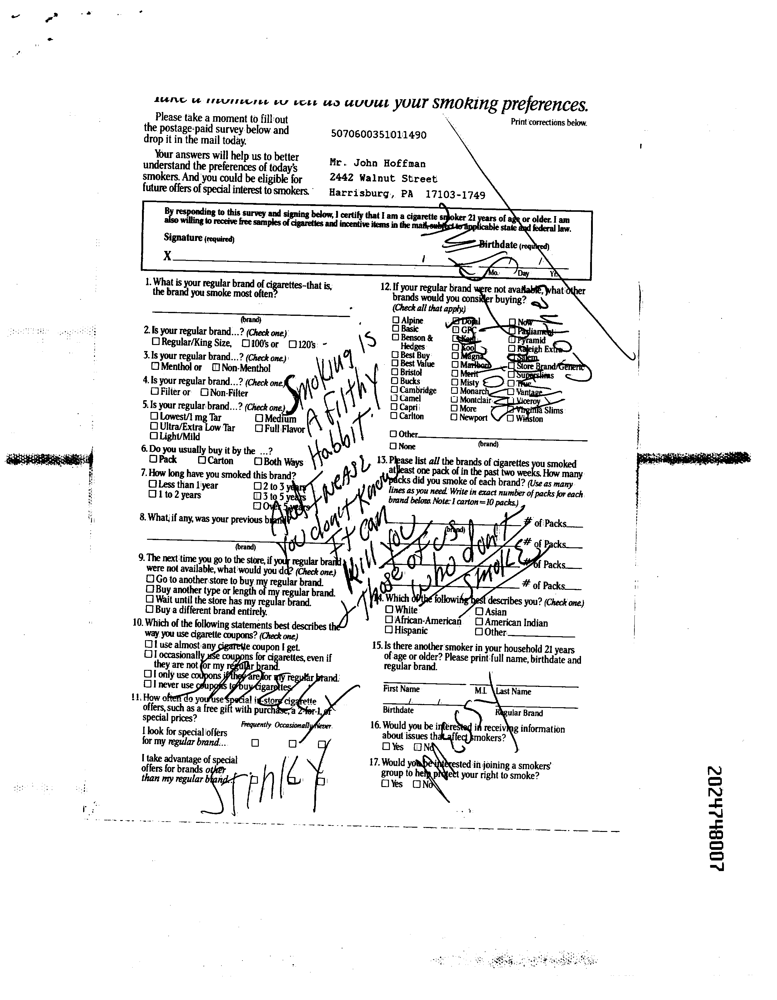 Take a moment to tell us about your smoking preferences.
Please take a moment to fill out
the postage-paid survey below and
drop it in the mail today.
Your answers will help us to better
understand the preferences of today's
smokers. And you could be eligible for
future offers of special interest to smokers.
Print corrections below.
5070600351011490
Mr. John Hoffman
2442 Walnut Street
Harrisburg, PA 17103-1749
By responding to this survey and signing below, I certify that I am a cigarette smoker 21 years of age or older. I am
also willing to receive free samples of cigarettes and incentive items in the mail, subject to applicable state and federal law.
Signature (required)
Birthdate (required)
X
/ /
Mo. Day Yr.
1. What is your regular brand of cigarettes–that is,
the brand you smoke most often?
(brand)
2. Is your regular brand...? (Check one.)
☐ Regular/King Size, ☐ 100's or ☐ 120's
3. Is your regular brand...? (Check one.)
☐ Menthol or ☐ Non-Menthol
4. Is your regular brand...? (Check one.)
☐ Filter or ☐ Non-Filter
5. Is your regular brand...? (Check one.)
☐ Lowest/1 mg Tar ☐ Medium
☐ Ultra/Extra Low Tar ☐ Full Flavor
☐ Light/Mild
6. Do you usually buy it by the ...?
☐ Pack ☐ Carton ☐ Both Ways
7. How long have you smoked this brand?
☐ Less than 1 year ☐ 2 to 3 years
☐ 1 to 2 years ☐ 3 to 5 years
☐ Over 5 years
8. What, if any, was your previous brand
(brand)
9. The next time you go to the store, if your regular brand
were not available, what would you do? (Check one.)
☐ Go to another store to buy my regular brand.
☐ Buy another type or length of my regular brand.
☐ Wait until the store has my regular brand.
☐ Buy a different brand entirely.
10. Which of the following statements best describes the
way you use cigarette coupons? (Check one.)
☐ I use almost any cigarette coupon I get.
☐ I occasionally use coupons for cigarettes, even if
they are not for my regular brand.
☐ I only use coupons if they are for my regular brand.
☐ I never use coupons to buy cigarettes.
11. How often do you use special in-store cigarette
offers, such as a free gift with purchase, a 2-for-1, or
special prices?
Frequently Occasionally Never
I look for special offers
for my regular brand... ☐ ☐ ☐
I take advantage of special
offers for brands other
than my regular brand. ☐ ☐ ☐
Smoking is
A Filthy
Habbit!
you don't know
It can
Kill you
Those of us
who don't
smoke
12. If your regular brand were not available, what other
brands would you consider buying?
(Check all that apply.)
☐ Alpine ☐ Doral ☐ Now
☐ Basic ☐ GPC ☐ Parliament
☐ Benson & Hedges ☐ Kent ☐ Pyramid
☐ Kool ☐ Raleigh Extra
☐ Best Buy ☐ Magna ☐ Salem
☐ Best Value ☐ Marlboro ☐ Store Brand/Generic
☐ Bristol ☐ Merit ☐ Superslims
☐ Bucks ☐ Misty ☐ True
☐ Cambridge ☐ Monarch ☐ Vantage
☐ Camel ☐ Montclair ☐ Viceroy
☐ Capri ☐ More ☐ Virginia Slims
☐ Carlton ☐ Newport ☐ Winston
☐ Other
☐ None (brand)
13. Please list all the brands of cigarettes you smoked
at least one pack of in the past two weeks. How many
packs did you smoke of each brand? (Use as many
lines as you need. Write in exact number of packs for each
brand below. Note: 1 carton = 10 packs.)
(brand)
# of Packs
# of Packs
# of Packs
# of Packs
14. Which of the following best describes you? (Check one.)
☐ White ☐ Asian
☐ African-American ☐ American Indian
☐ Hispanic ☐ Other
15. Is there another smoker in your household 21 years
of age or older? Please print full name, birthdate and
regular brand.
First Name M.I. Last Name
/ /
Birthdate Regular Brand
16. Would you be interested in receiving information
about issues that affect smokers?
☐ Yes ☐ No
17. Would you be interested in joining a smokers'
group to help protect your right to smoke?
☐ Yes ☐ No
2024748007